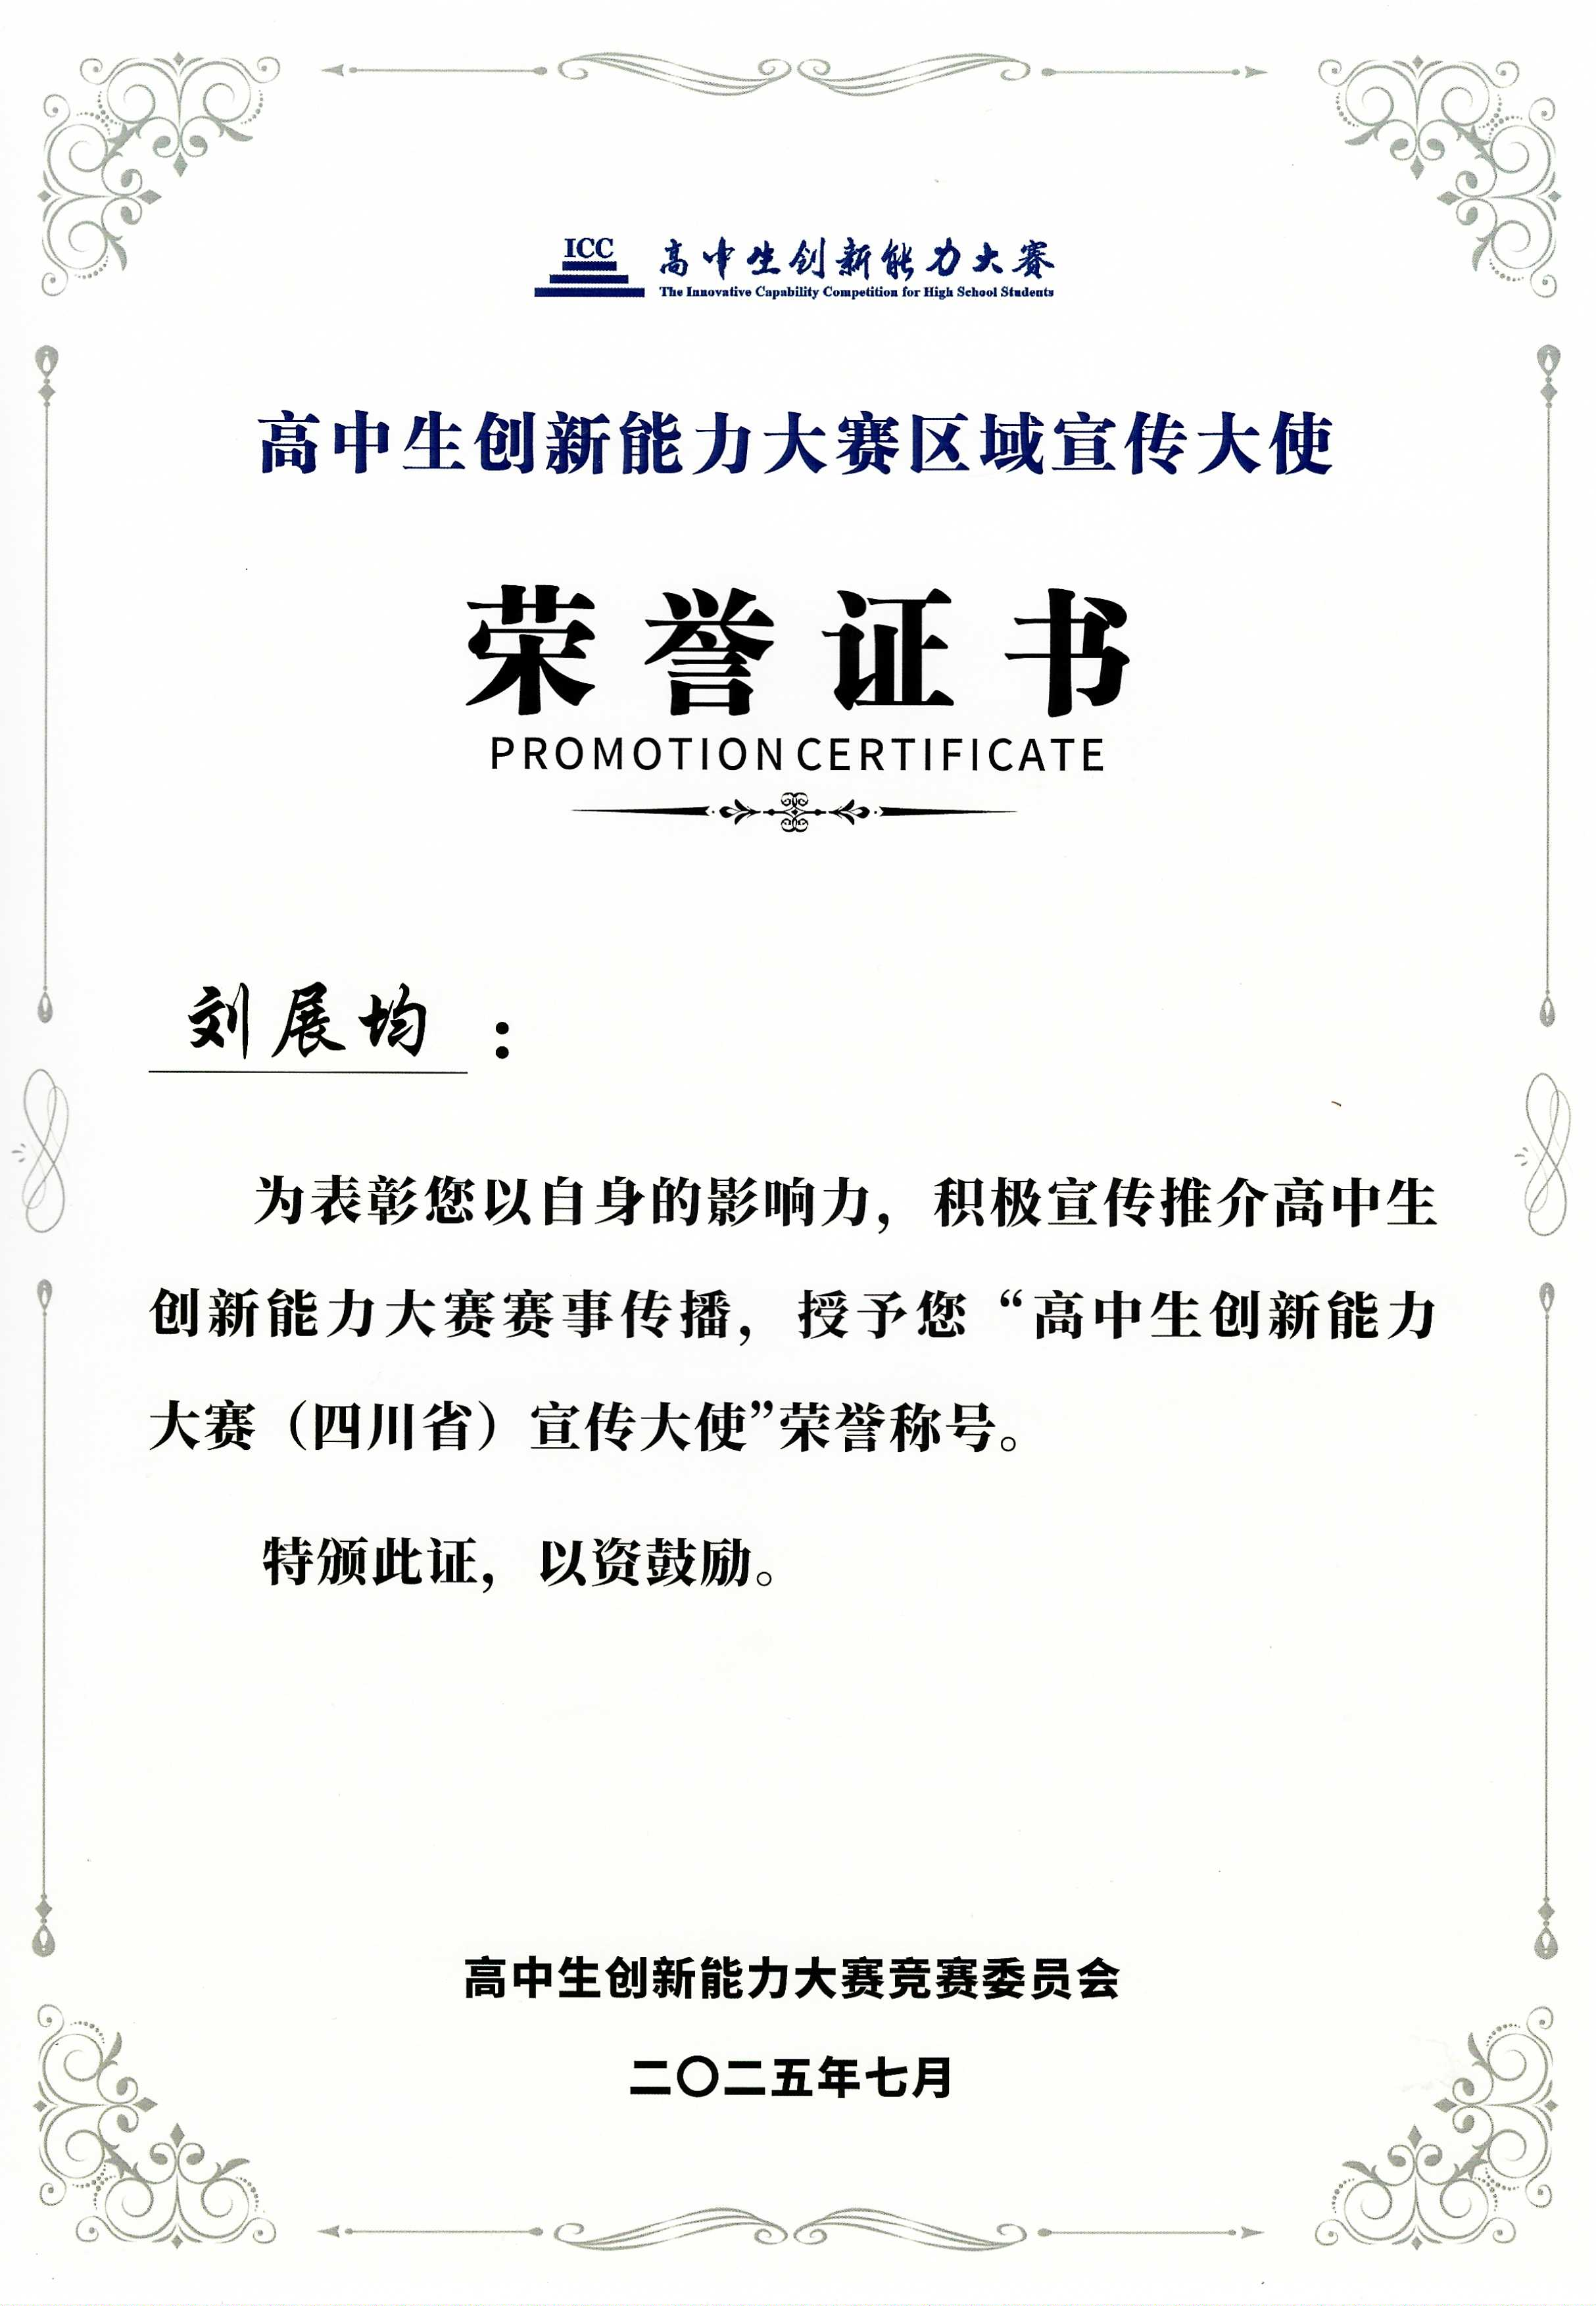 ICC
高中生创新能力大赛
The Innovative Capability Competition for High School Students
高中生创新能力大赛区域宣传大使
荣誉证书
PROMOTION CERTIFICATE
刘展均：
为表彰您以自身的影响力，积极宣传推介高中生
创新能力大赛赛事传播，授予您“高中生创新能力
大赛（四川省）宣传大使”荣誉称号。
特颁此证，以资鼓励。
高中生创新能力大赛竞赛委员会
二〇二五年七月